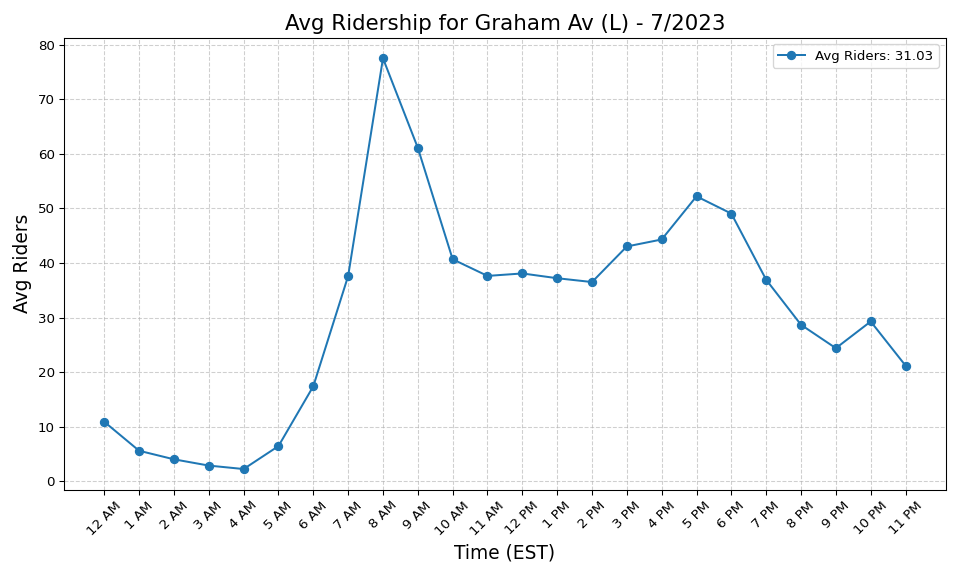 Avg Ridership for Graham Av (L) - 7/2023
Avg Riders: 31.03
Avg Riders
80
70
60
50
40
30
20
10
0
12 AM
1 AM
2 AM
3 AM
4 AM
5 AM
6 AM
7 AM
8 AM
9 AM
10 AM
11 AM
12 PM
1 PM
2 PM
3 PM
4 PM
5 PM
6 PM
7 PM
8 PM
9 PM
10 PM
11 PM
Time (EST)